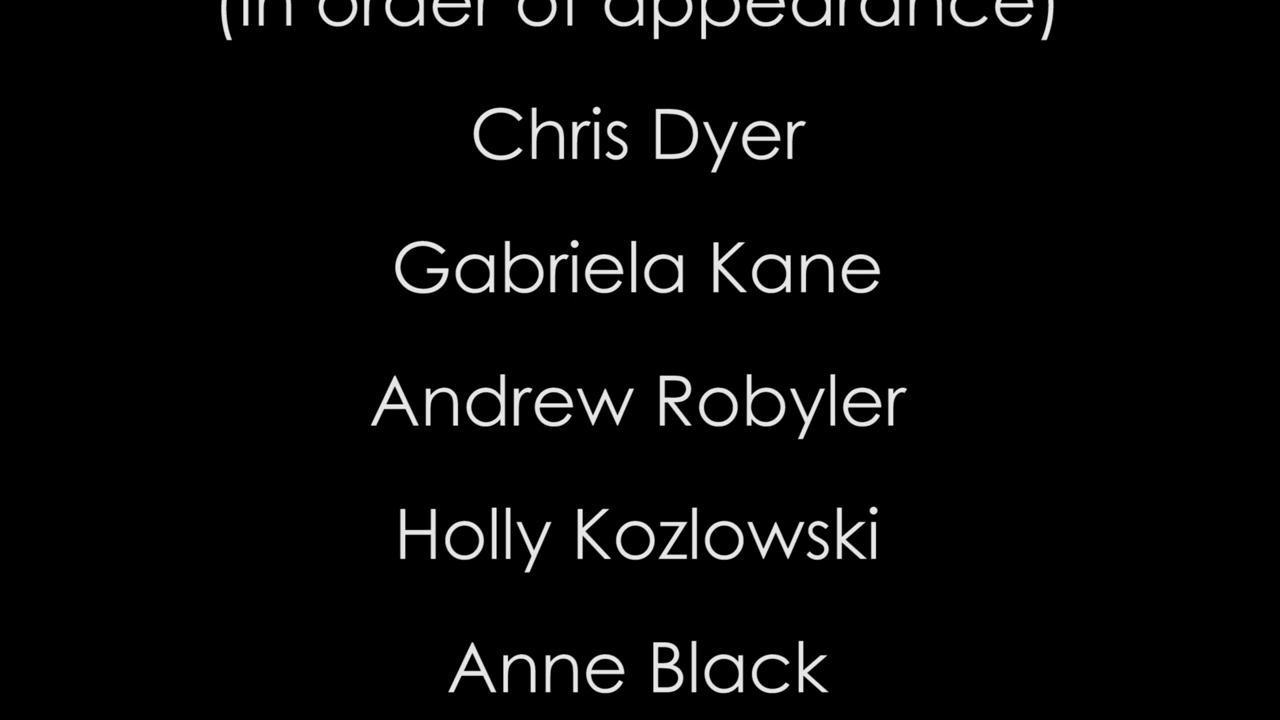 (in order of appearance)
Chris Dyer
Gabriela Kane
Andrew Robyler
Holly Kozlowski
Anne Black